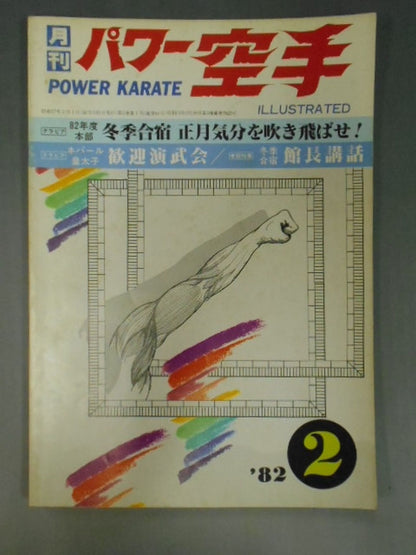 月刊 パワー空手
POWER KARATE
ILLUSTRATED
グラビア 82年度本部 冬季合宿 正月気分を吹き飛ばせ!
グラビア ネパール皇太子 歓迎演武会/特別特集 冬季合宿 館長講話
'82 2